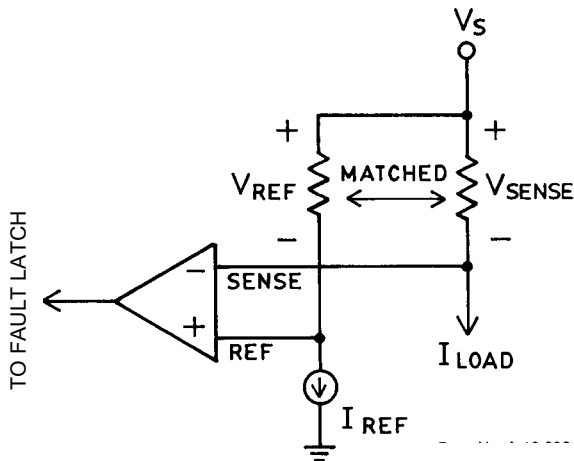 VS
+
+
VREF
MATCHED
VSENSE
−
−
TO FAULT LATCH
−
SENSE
+
REF
ILOAD
IREF